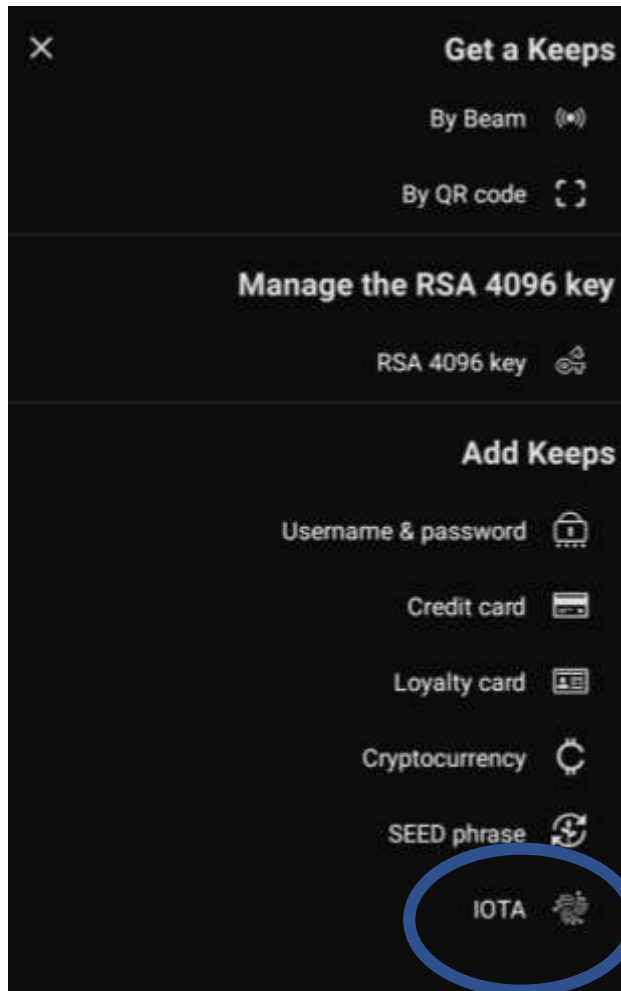 Get a Keeps
By Beam
By QR code
Manage the RSA 4096 key
RSA 4096 key
Add Keeps
Username & password
Credit card
Loyalty card
Cryptocurrency
SEED phrase
IOTA